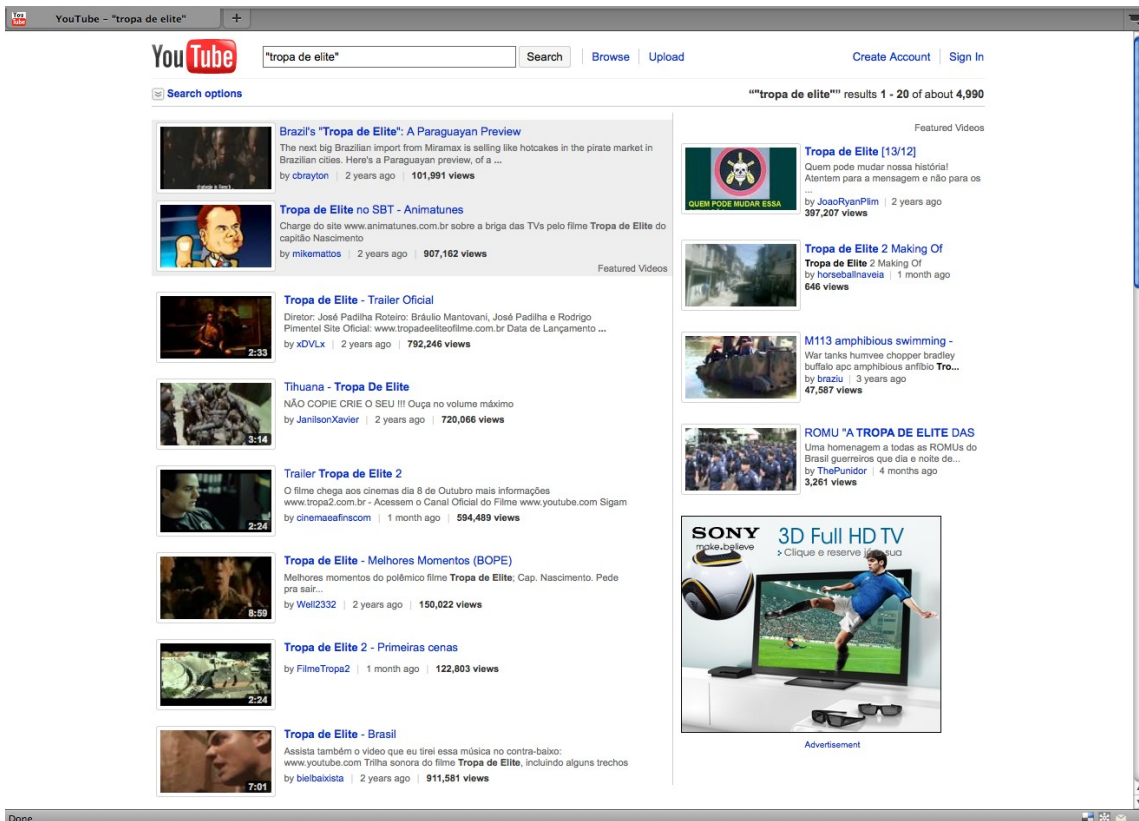 YouTube - "tropa de elite"
+
You Tube
"tropa de elite"
Search
Browse
Upload
Create Account
Sign In
Search options
""tropa de elite"" results 1 - 20 of about 4,990
Brazil's "Tropa de Elite": A Paraguayan Preview
The next big Brazilian import from Miramax is selling like hotcakes in the pirate market in
Brazilian cities. Here's a Paraguayan preview, of a ...
by cbrayton | 2 years ago | 101,991 views
Tropa de Elite no SBT - Animatunes
Charge do site www.animatunes.com.br sobre a briga das TVs pelo filme Tropa de Elite do
capitão Nascimento
by mikemattos | 2 years ago | 907,162 views
Featured Videos
2:33
Tropa de Elite - Trailer Oficial
Diretor: José Padilha Roteiro: Bráulio Mantovani, José Padilha e Rodrigo
Pimentel Site Oficial: www.tropadeeliteofilme.com.br Data de Lançamento ...
by xDVLx | 2 years ago | 792,246 views
3:14
Tihuana - Tropa De Elite
NÃO COPIE CRIE O SEU !!! Ouça no volume máximo
by JanilsonXavier | 2 years ago | 720,066 views
2:24
Trailer Tropa de Elite 2
O filme chega aos cinemas dia 8 de Outubro mais informações
www.tropa2.com.br - Acessem o Canal Oficial do Filme www.youtube.com Sigam
by cinemaeafinscom | 1 month ago | 594,489 views
8:59
Tropa de Elite - Melhores Momentos (BOPE)
Melhores momentos do polêmico filme Tropa de Elite; Cap. Nascimento. Pede
pra sair...
by Well2332 | 2 years ago | 150,022 views
2:24
Tropa de Elite 2 - Primeiras cenas
by FilmeTropa2 | 1 month ago | 122,803 views
7:01
Tropa de Elite - Brasil
Assista também o video que eu tirei essa música no contra-baixo:
www.youtube.com Trilha sonora do filme Tropa de Elite, incluindo alguns trechos
by bielbaixista | 2 years ago | 911,581 views
Featured Videos
QUEM PODE MUDAR ESSA
Tropa de Elite [13/12]
Quem pode mudar nossa história!
Atentem para a mensagem e não para os
...
by JoaoRyanPlim | 2 years ago
397,207 views
Tropa de Elite 2 Making Of
Tropa de Elite 2 Making Of
by horseballnaveia | 1 month ago
646 views
M113 amphibious swimming -
War tanks humvee chopper bradley
buffalo apc amphibious anfíbio Tro...
by braziu | 3 years ago
47,587 views
ROMU "A TROPA DE ELITE DAS
Uma homenagem a todas as ROMUs do
Brasil guerreiros que dia e noite de...
by ThePunidor | 4 months ago
3,261 views
SONY
make.believe
3D Full HD TV
Clique e reserve já a sua
Advertisement
Done